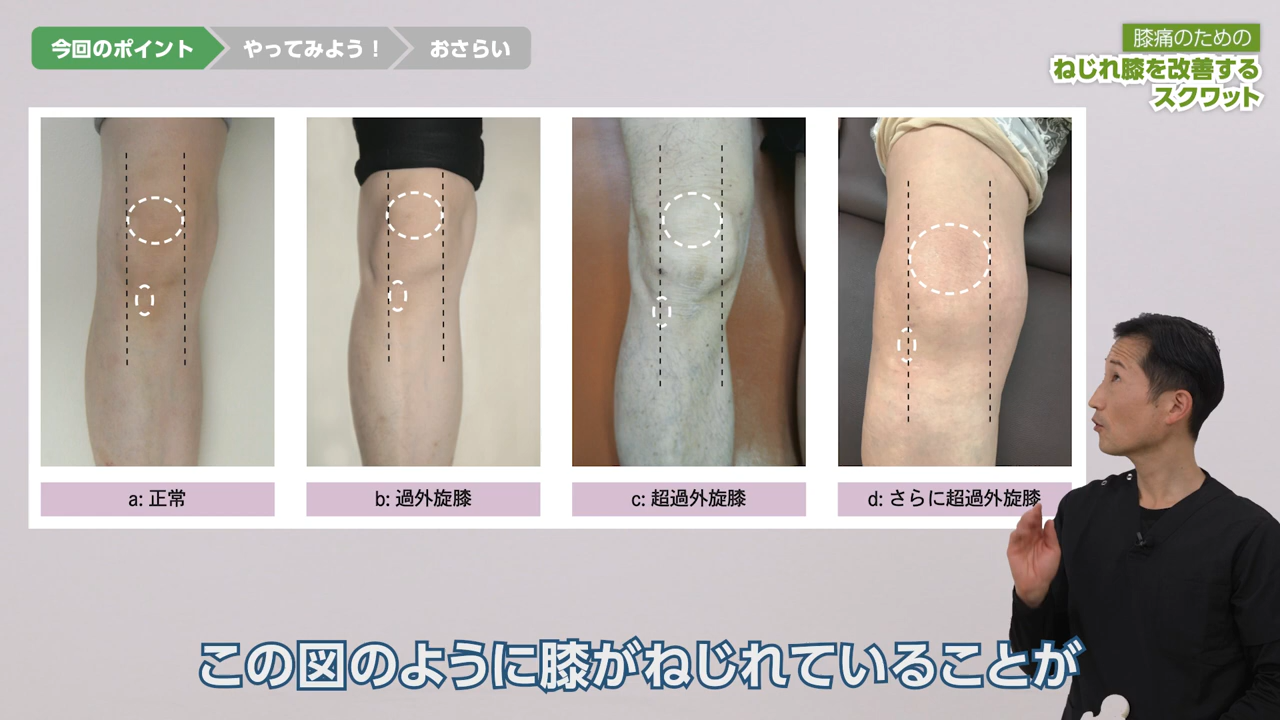 今回のポイント
やってみよう！
おさらい
膝痛のための
ねじれ膝を改善する
スクワット
a: 正常
b: 過外旋膝
c: 超過外旋膝
d: さらに超過外旋膝
この図のように膝がねじれていることが